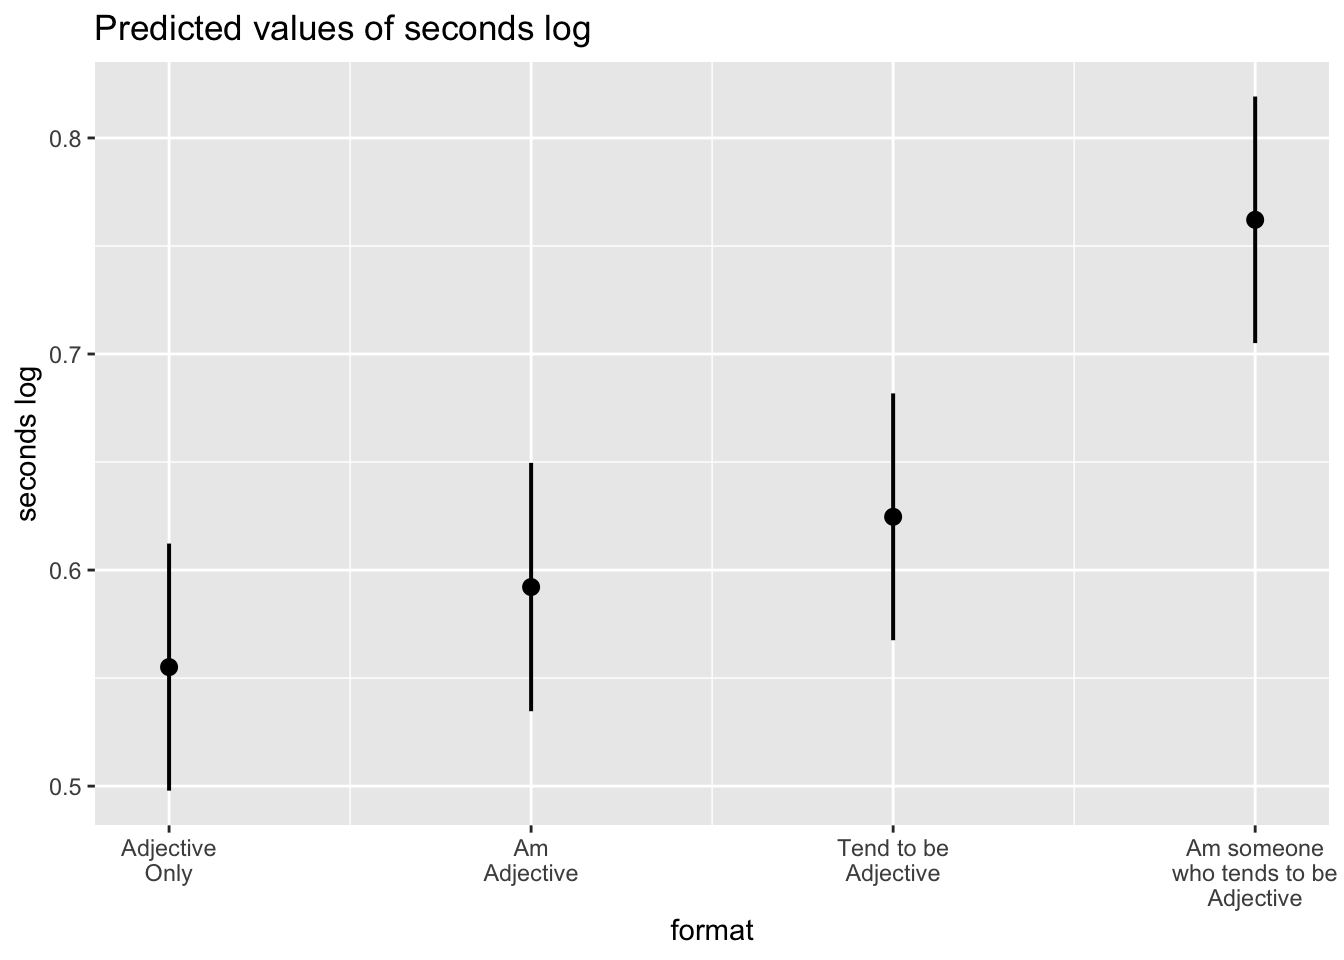 Predicted values of seconds log
seconds log
0.8
0.7
0.6
0.5
Adjective
Only
Am
Adjective
Tend to be
Adjective
Am someone
who tends to be
Adjective
format